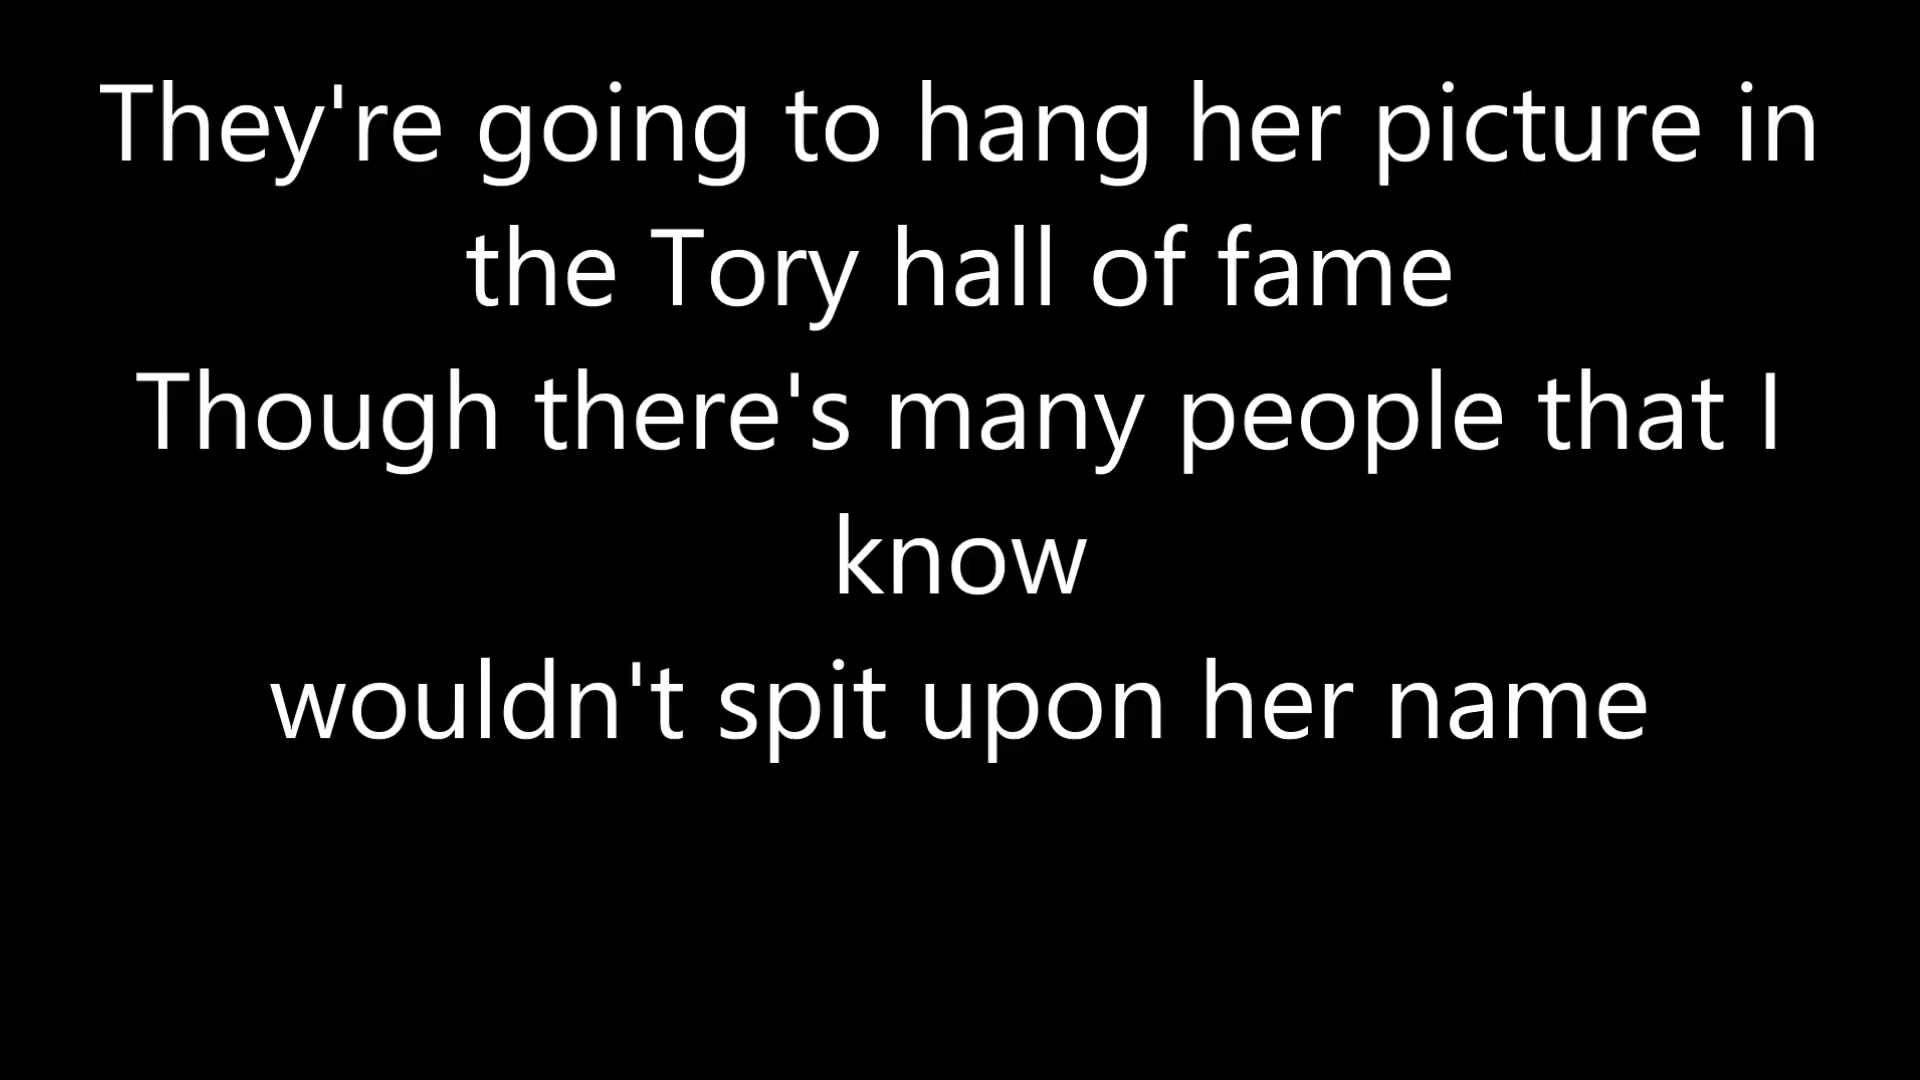 They're going to hang her picture in
the Tory hall of fame
Though there's many people that I
know
wouldn't spit upon her name